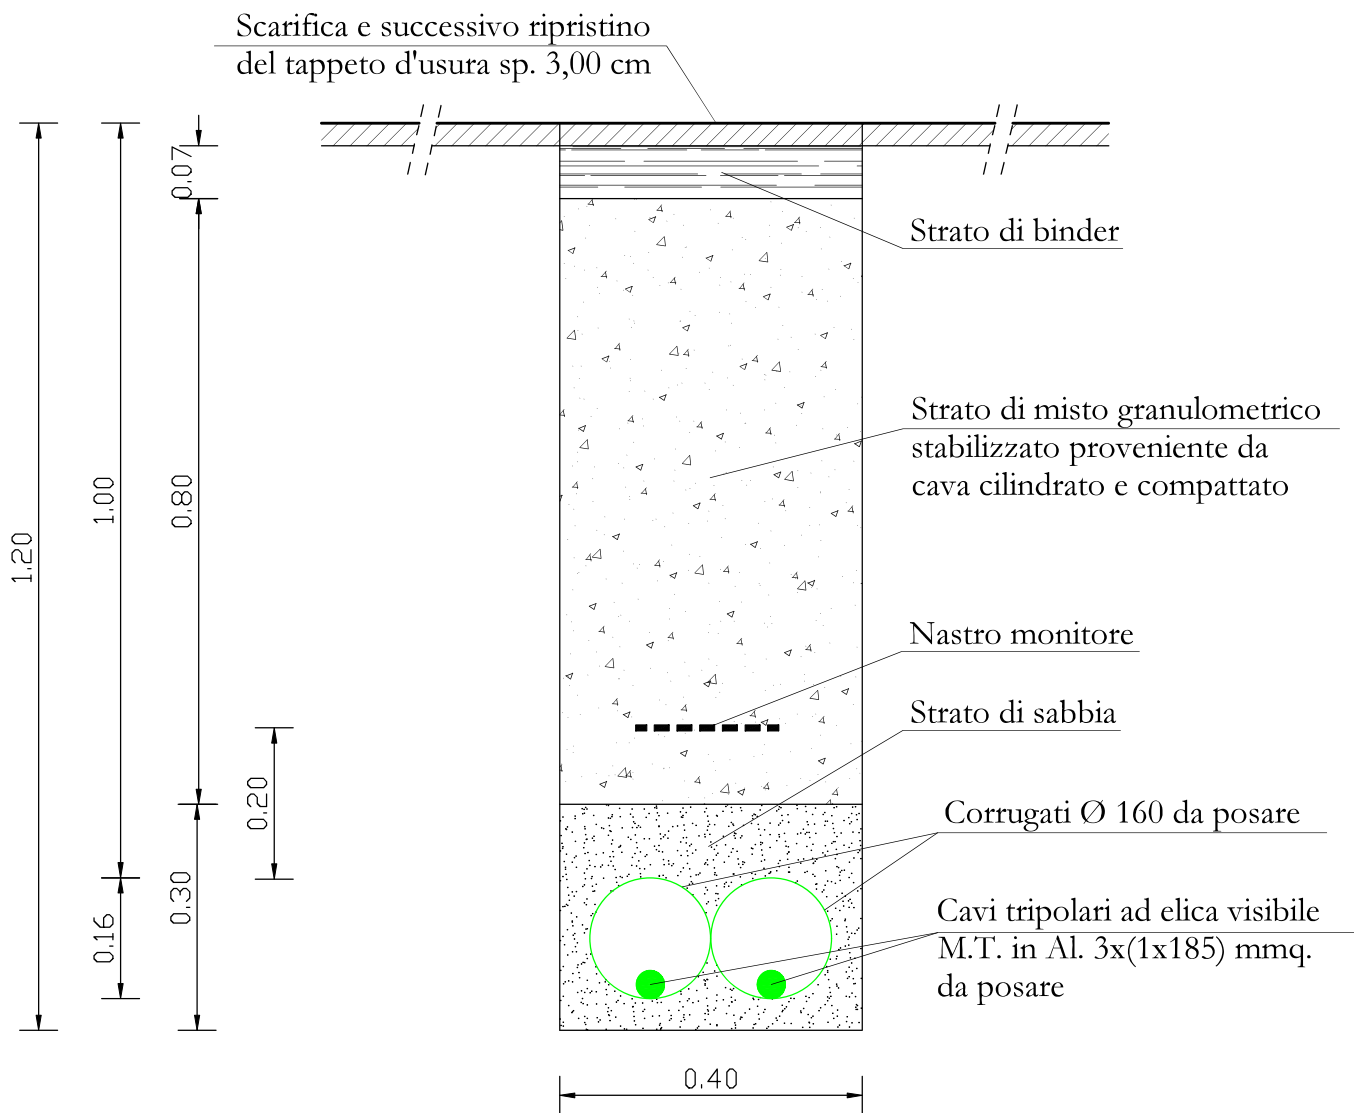 Scarifica e successivo ripristino
del tappeto d'usura sp. 3,00 cm
0.07
Strato di binder
Strato di misto granulometrico
stabilizzato proveniente da
cava cilindrato e compattato
1.20
1.00
0.80
Nastro monitore
Strato di sabbia
0.20
Corrugati Ø 160 da posare
0.30
0.16
Cavi tripolari ad elica visibile
M.T. in Al. 3x(1x185) mmq.
da posare
0.40